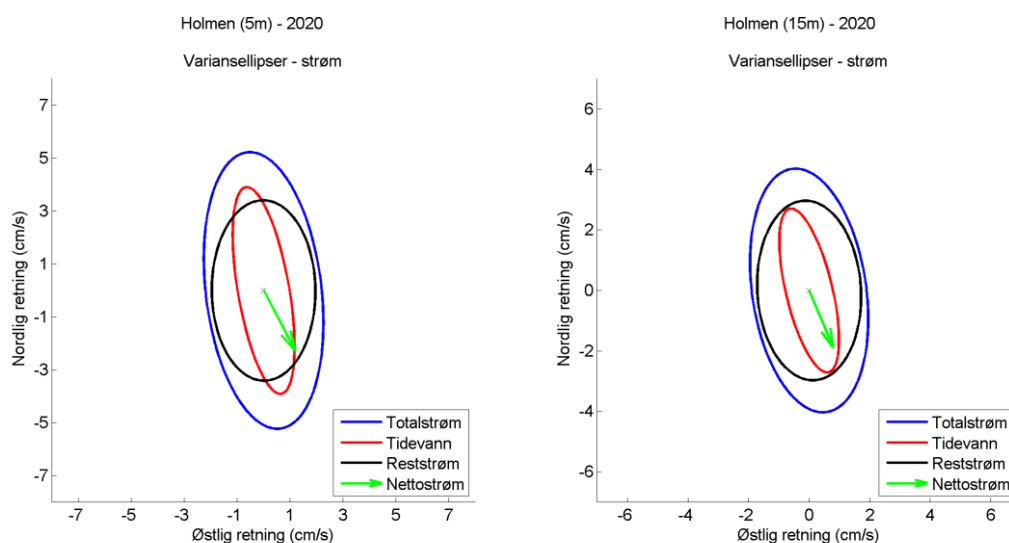 Holmen (5m) - 2020
Variansellipser - strøm
Nordlig retning (cm/s)
7
5
3
1
-1
-3
-5
-7
-7 -5 -3 -1 1 3 5 7
Østlig retning (cm/s)
Totalstrøm
Tidevann
Reststrøm
Nettostrøm
Holmen (15m) - 2020
Variansellipser - strøm
Nordlig retning (cm/s)
6
4
2
0
-2
-4
-6
-6 -4 -2 0 2 4 6
Østlig retning (cm/s)
Totalstrøm
Tidevann
Reststrøm
Nettostrøm